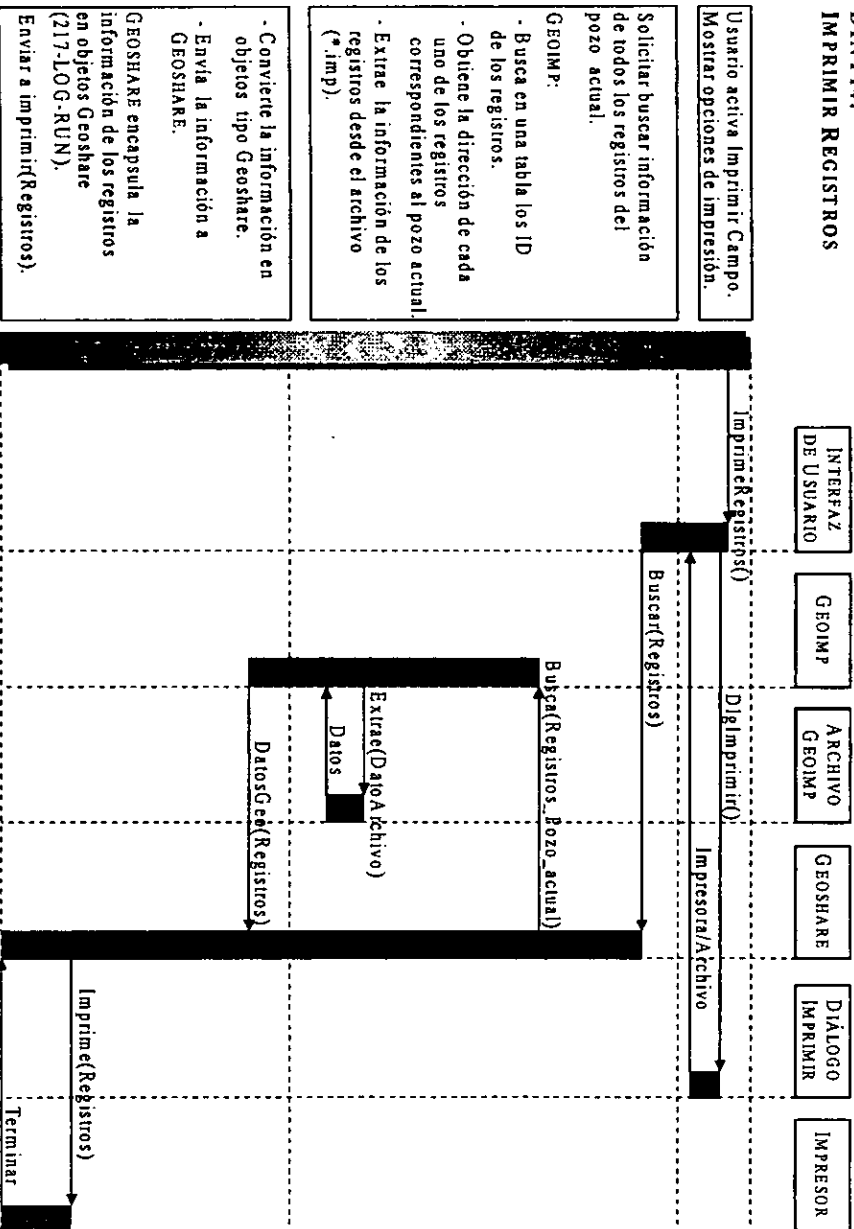 IMPRIMIR REGISTROS
Usuario activa Imprimir Campo.
Mostrar opciones de impresión.
Solicitar buscar información
de todos los registros del
pozo actual.
GEOIMP:
- Busca en una tabla los ID
de los registros.
- Obtiene la dirección de cada
uno de los registros
correspondientes al pozo actual.
- Extrae la información de los
registros desde el archivo
(*.imp).
- Convierte la información en
objetos tipo Geoshare.
- Envía la información a
GEOSHARE.
GEOSHARE encapsula la
información de los registros
en objetos Geoshare
(217-LOG-RUN).
Enviar a imprimir(Registros).
INTERFAZ
DE USUARIO
GEOIMP
ARCHIVO
GEOIMP
GEOSHARE
DIÁLOGO
IMPRIMIR
IMPRESOR
ImprimeRegistros()
DlgImprimir()
Impresora/Archivo
Buscar(Registros)
Busca(Registros_Pozo_actual)
Extrae(DatoArchivo)
Datos
DatosGeo(Registros)
Imprime(Registros)
Terminar